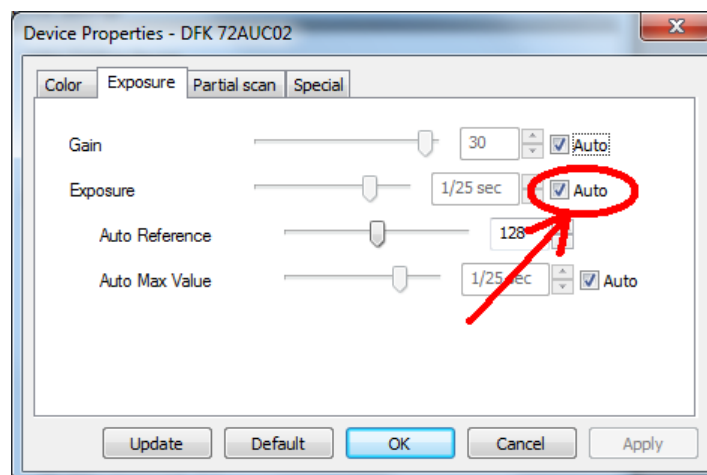 Device Properties - DFK 72AUC02
Color Exposure Partial scan Special
Gain 30 Auto
Exposure 1/25 sec Auto
Auto Reference 128
Auto Max Value 1/25 sec Auto
Update Default OK Cancel Apply